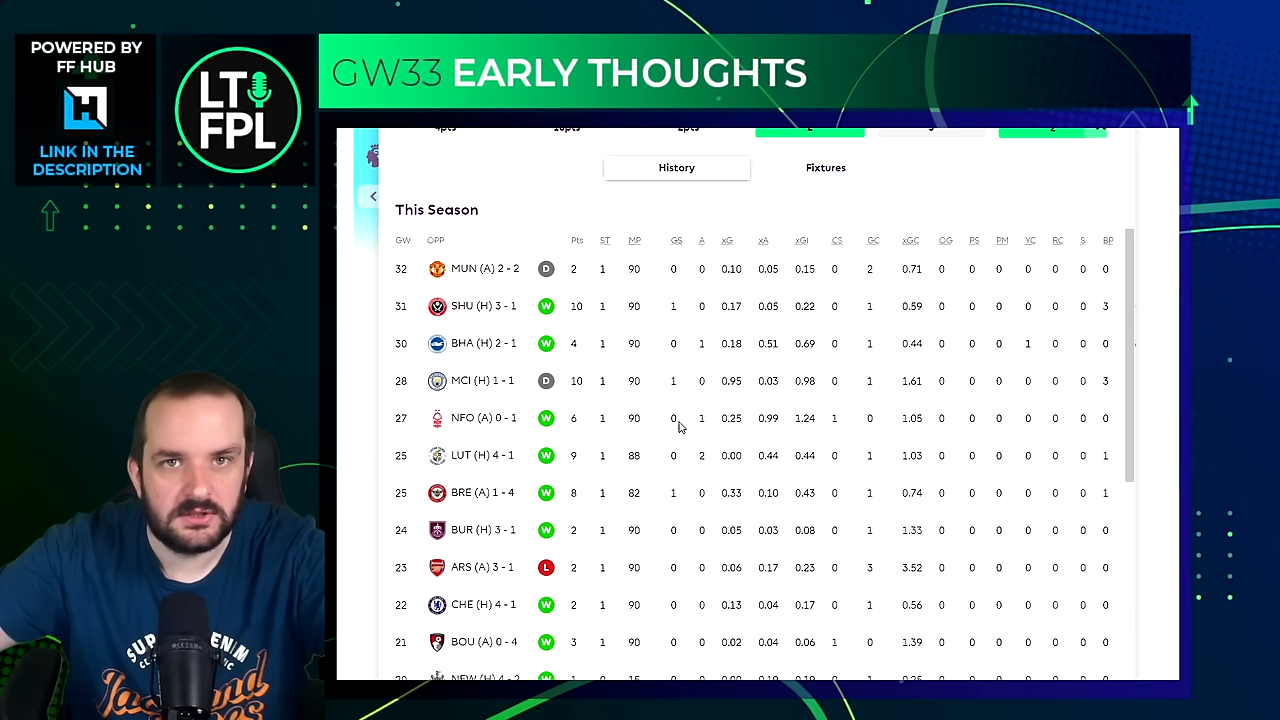 POWERED BY
FF HUB
LINK IN THE
DESCRIPTION
LT
FPL
GW33 EARLY THOUGHTS
History Fixtures
This Season
GW OPP Pts ST MP GS A xG xA xGI CS GC xGC OG PS PM YC RC S BP
32 MUN (A) 2 - 2 D 2 1 90 0 0 0.10 0.05 0.15 0 2 0.71 0 0 0 0 0 0 0
31 SHU (H) 3 - 1 W 10 1 90 1 0 0.17 0.05 0.22 0 1 0.59 0 0 0 0 0 0 3
30 BHA (H) 2 - 1 W 4 1 90 0 1 0.18 0.51 0.69 0 1 0.44 0 0 0 1 0 0 0
28 MCI (H) 1 - 1 D 10 1 90 1 0 0.95 0.03 0.98 0 1 1.61 0 0 0 0 0 0 3
27 NFO (A) 0 - 1 W 6 1 90 0 1 0.25 0.99 1.24 1 0 1.05 0 0 0 0 0 0 0
25 LUT (H) 4 - 1 W 9 1 88 0 2 0.00 0.44 0.44 0 1 1.03 0 0 0 0 0 0 1
25 BRE (A) 1 - 4 W 8 1 82 1 0 0.33 0.10 0.43 0 1 0.74 0 0 0 0 0 0 1
24 BUR (H) 3 - 1 W 2 1 90 0 0 0.05 0.03 0.08 0 1 1.33 0 0 0 0 0 0 0
23 ARS (A) 3 - 1 L 2 1 90 0 0 0.06 0.17 0.23 0 3 3.52 0 0 0 0 0 0 0
22 CHE (H) 4 - 1 W 2 1 90 0 0 0.13 0.04 0.17 0 1 0.56 0 0 0 0 0 0 0
21 BOU (A) 0 - 4 W 3 1 90 0 0 0.02 0.04 0.06 1 0 1.39 0 0 0 0 0 0 0